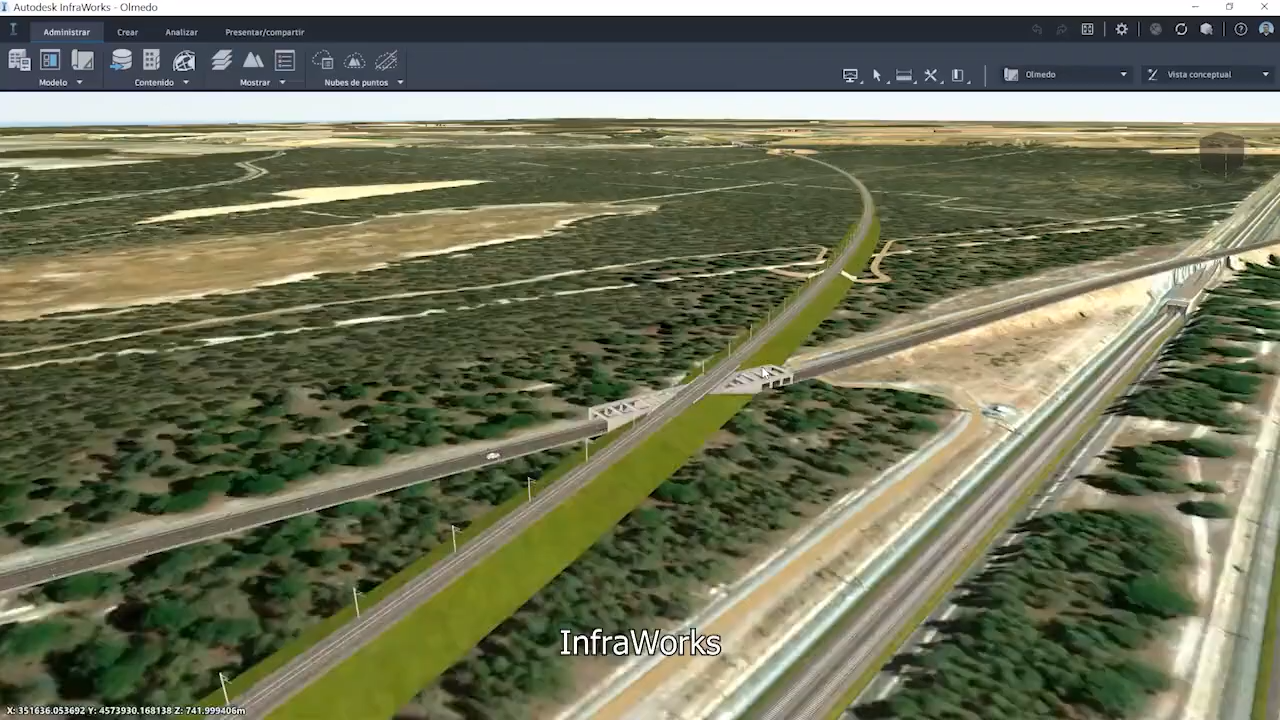 Autodesk InfraWorks - Olmedo
Administrar Crear Analizar Presentar/compartir
Modelo Contenido Mostrar Nubes de puntos
Olmedo Vista conceptual
InfraWorks
X: 351636.053692 Y: 4573930.168138 Z: 741.999406m